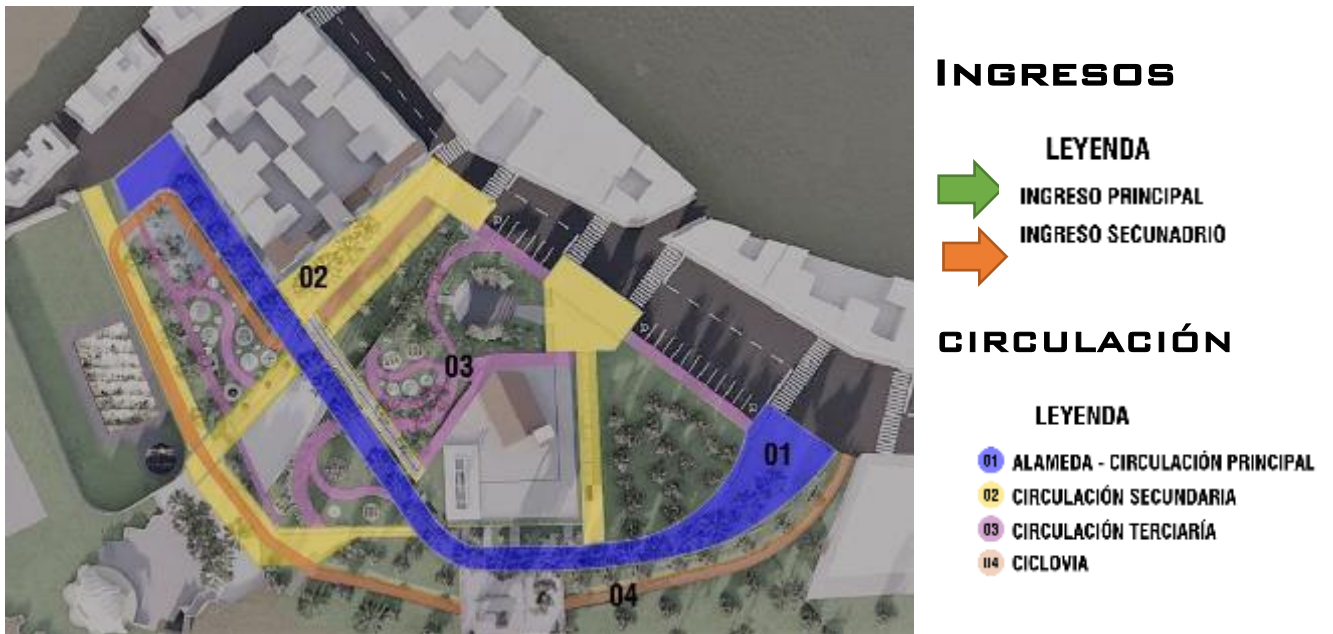 INGRESOS
LEYENDA
INGRESO PRINCIPAL
INGRESO SECUNADRIO
CIRCULACIÓN
LEYENDA
01 ALAMEDA - CIRCULACIÓN PRINCIPAL
02 CIRCULACIÓN SECUNDARIA
03 CIRCULACIÓN TERCIARÍA
04 CICLOVIA
02
03
01
04